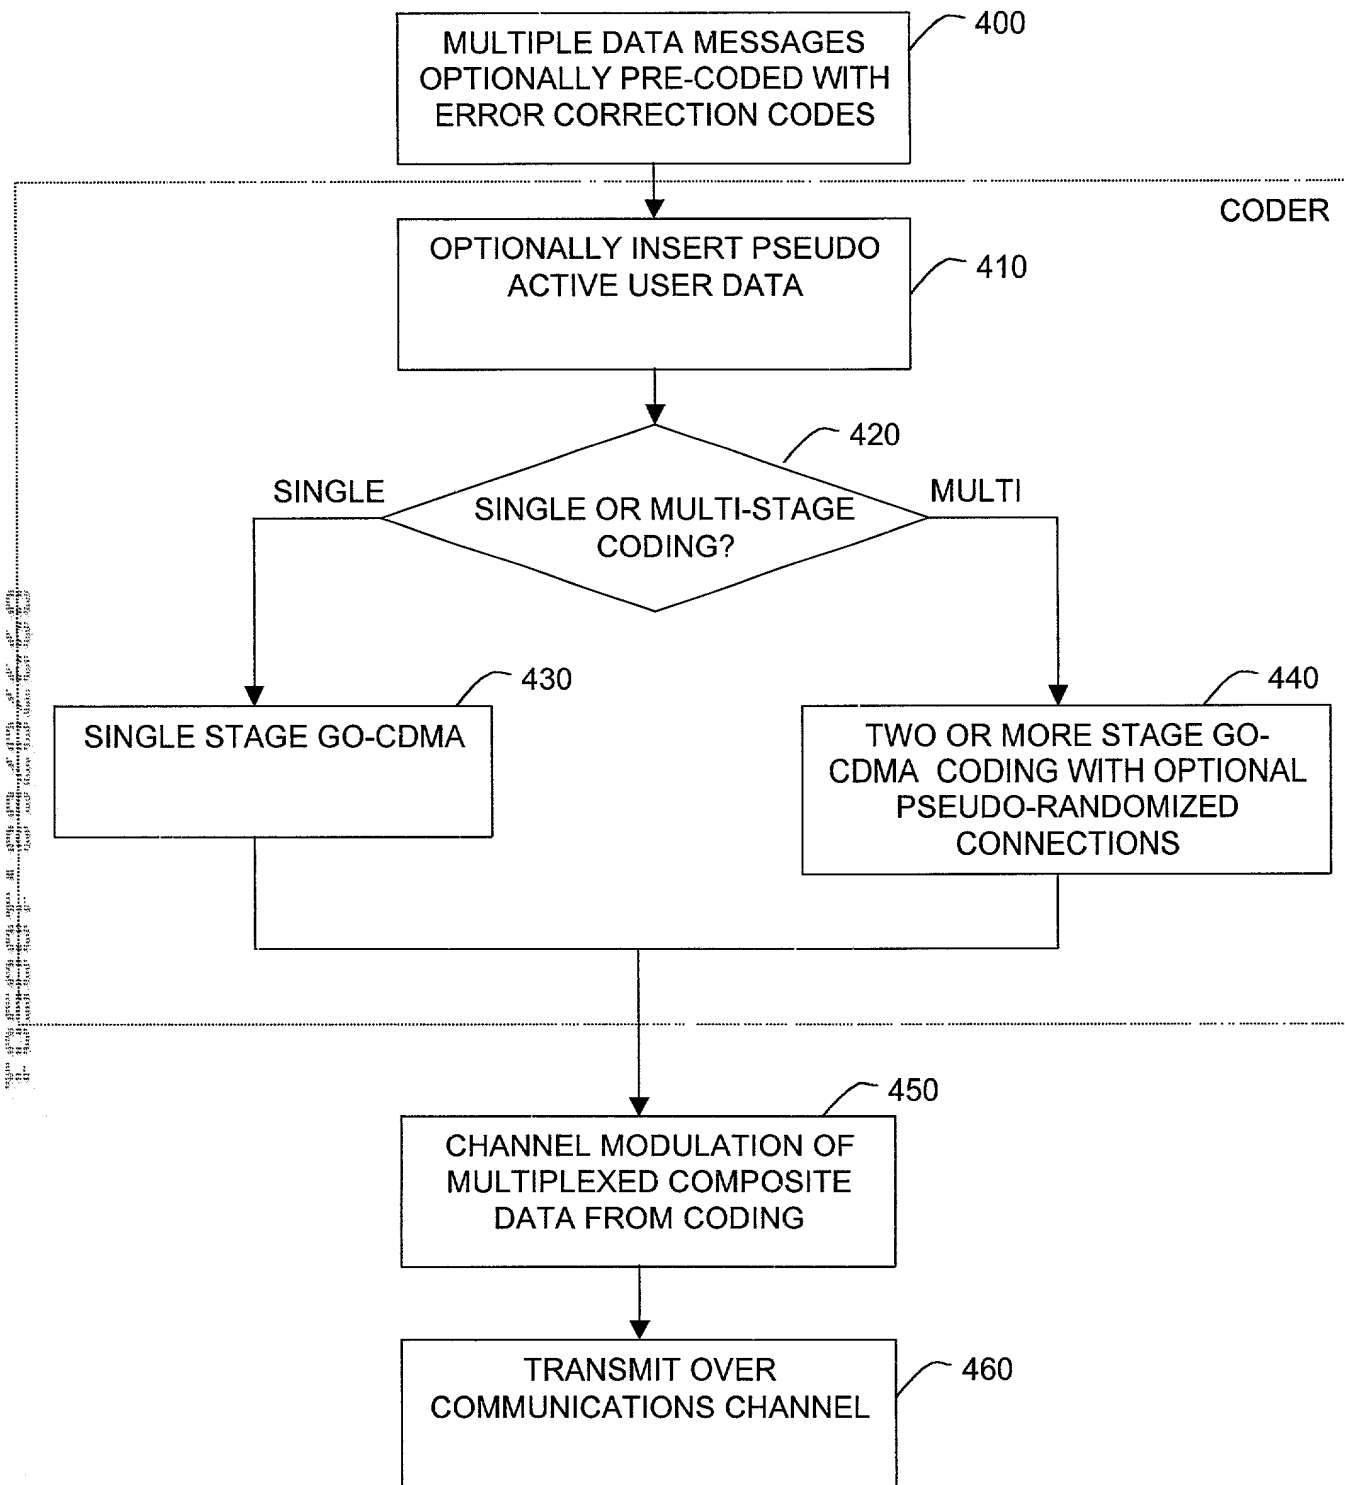 MULTIPLE DATA MESSAGES
OPTIONALLY PRE-CODED WITH
ERROR CORRECTION CODES
400
CODER
OPTIONALLY INSERT PSEUDO
ACTIVE USER DATA
410
420
SINGLE
MULTI
SINGLE OR MULTI-STAGE
CODING?
430
SINGLE STAGE GO-CDMA
440
TWO OR MORE STAGE GO-
CDMA CODING WITH OPTIONAL
PSEUDO-RANDOMIZED
CONNECTIONS
450
CHANNEL MODULATION OF
MULTIPLEXED COMPOSITE
DATA FROM CODING
460
TRANSMIT OVER
COMMUNICATIONS CHANNEL